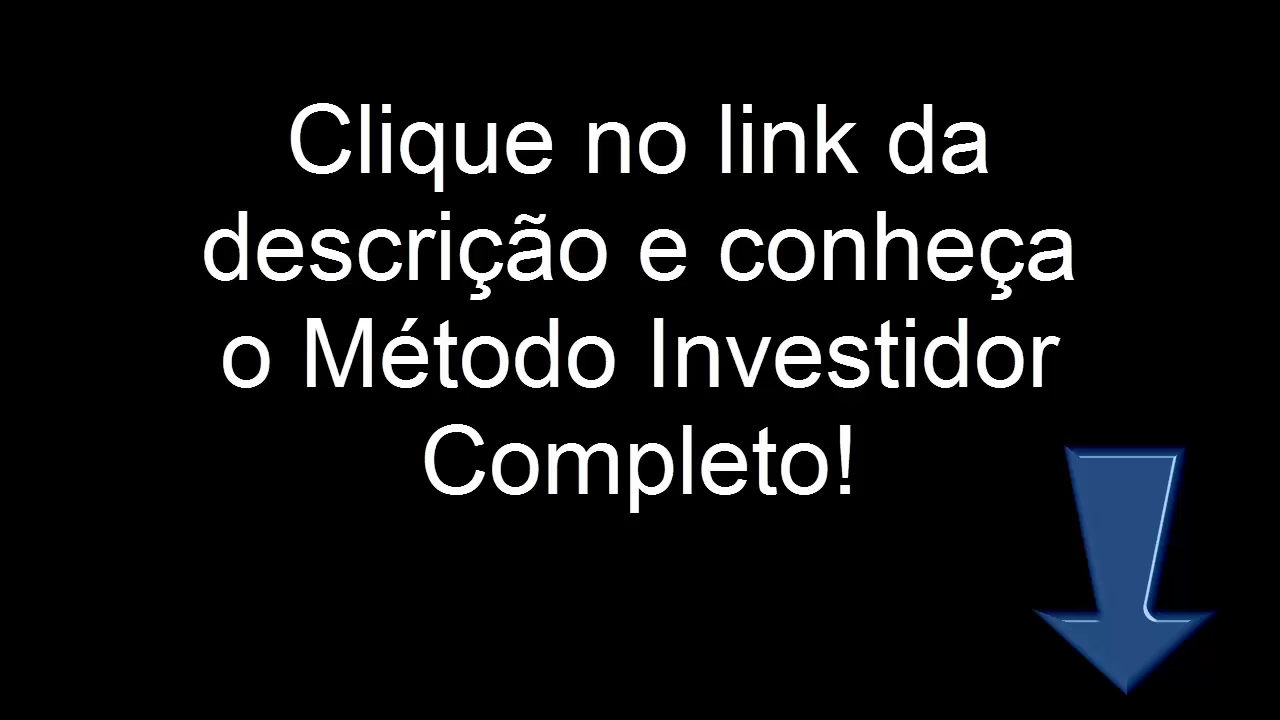 Clique no link da
descrição e conheça
o Método Investidor
Completo!